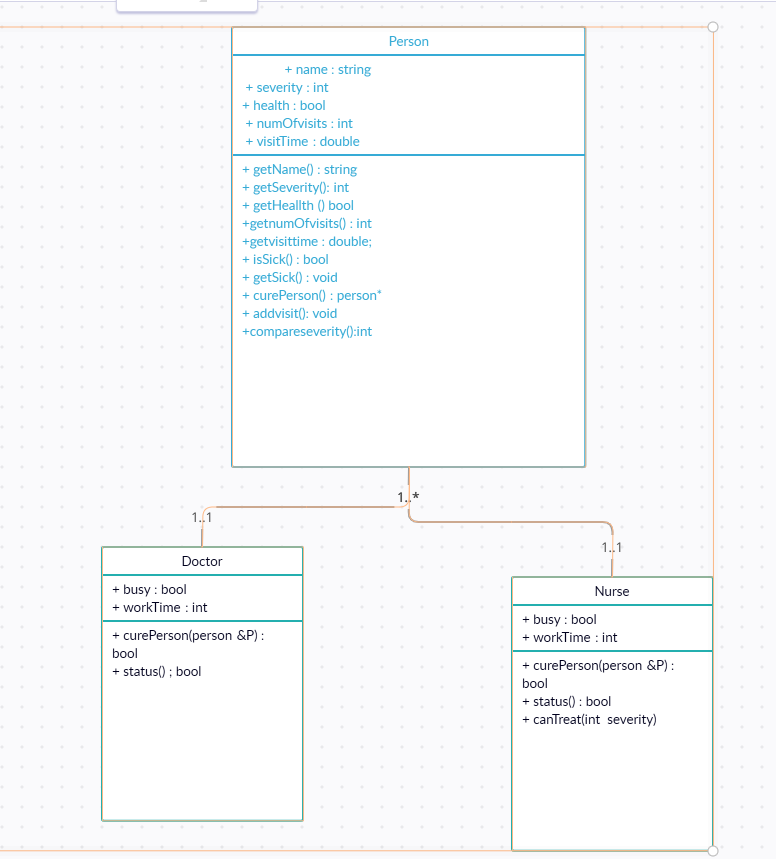 Person
+ name : string
+ severity : int
+ health : bool
+ numOfvisits : int
+ visitTime : double
+ getName() : string
+ getSeverity(): int
+ getHeallth () bool
+getnumOfvisits() : int
+getvisittime : double;
+ isSick() : bool
+ getSick() : void
+ curePerson() : person*
+ addvisit(): void
+compareseverity():int
1..*
1..1
1..1
Doctor
+ busy : bool
+ workTime : int
+ curePerson(person &P) :
bool
+ status() ; bool
Nurse
+ busy : bool
+ workTime : int
+ curePerson(person &P) :
bool
+ status() : bool
+ canTreat(int severity)